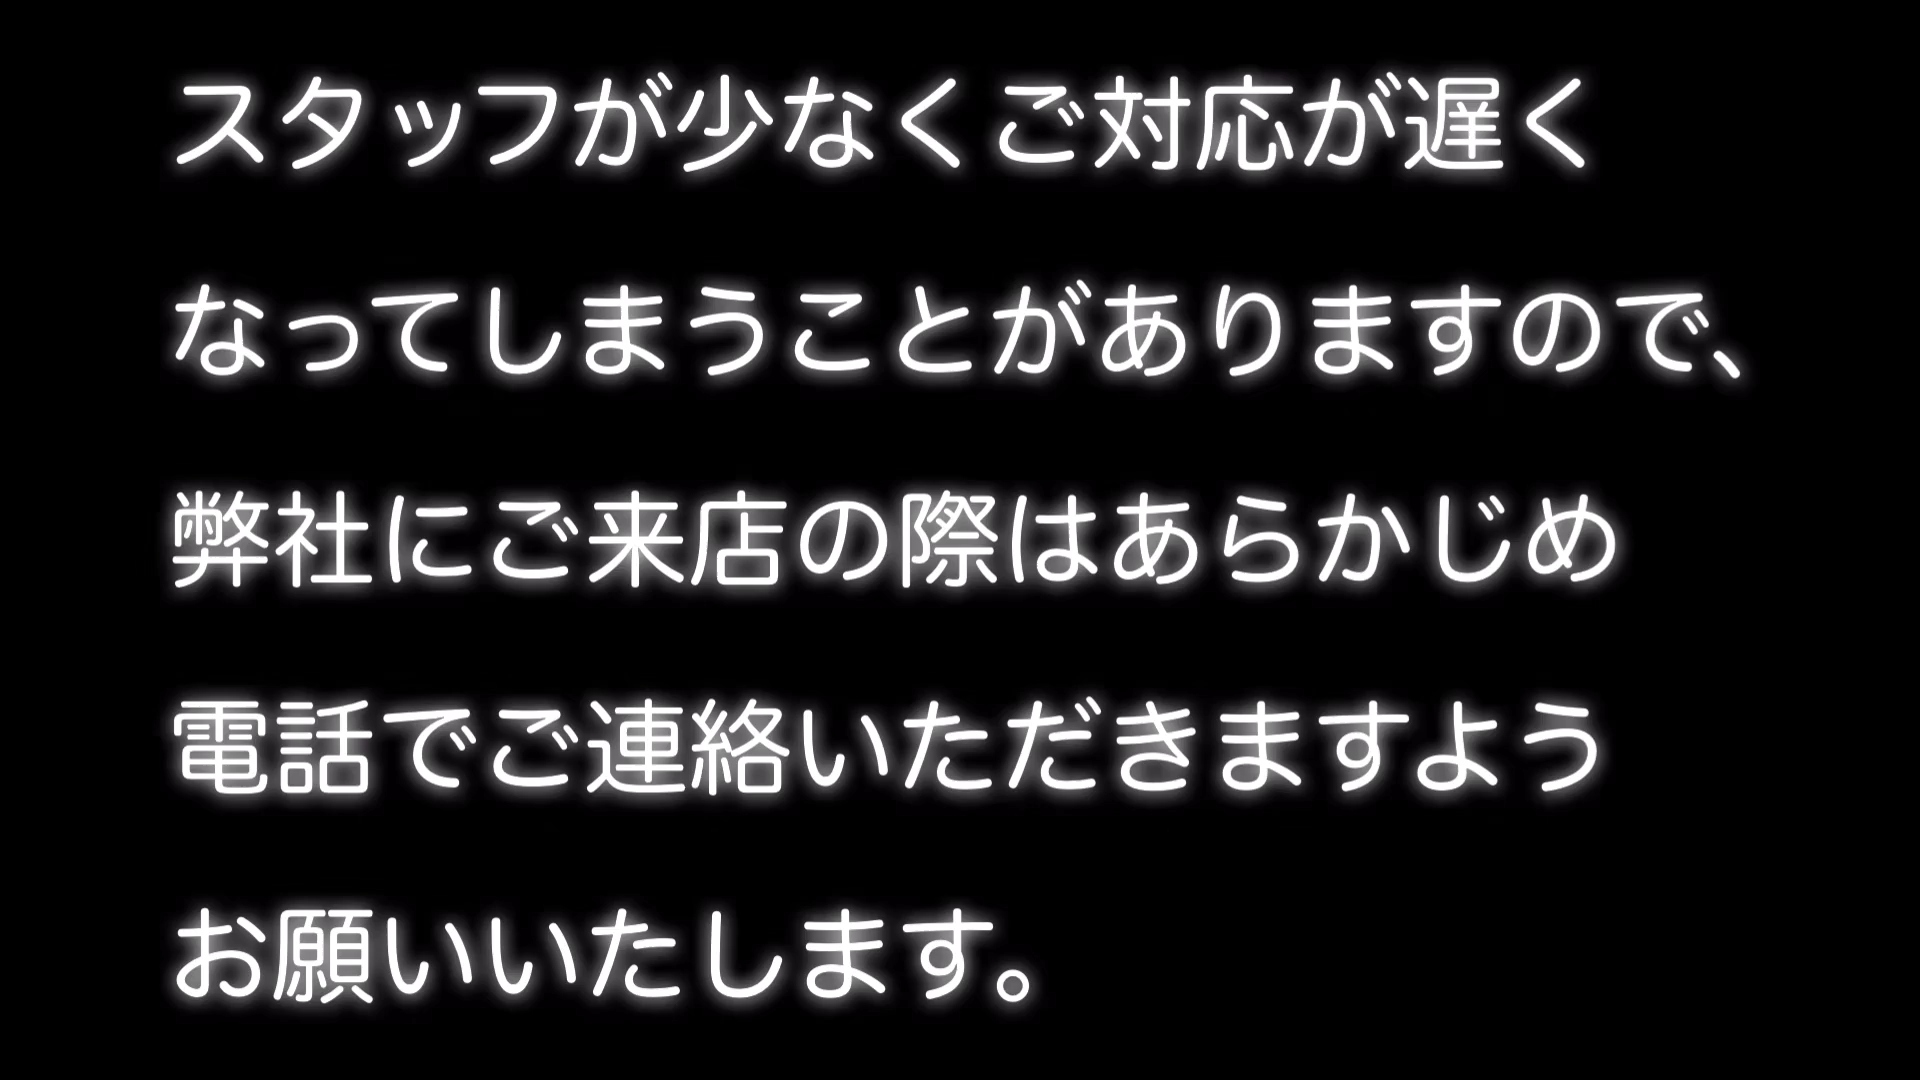 スタッフが少なくご対応が遅く
なってしまうことがありますので、
弊社にご来店の際はあらかじめ
電話でご連絡いただきますよう
お願いいたします。